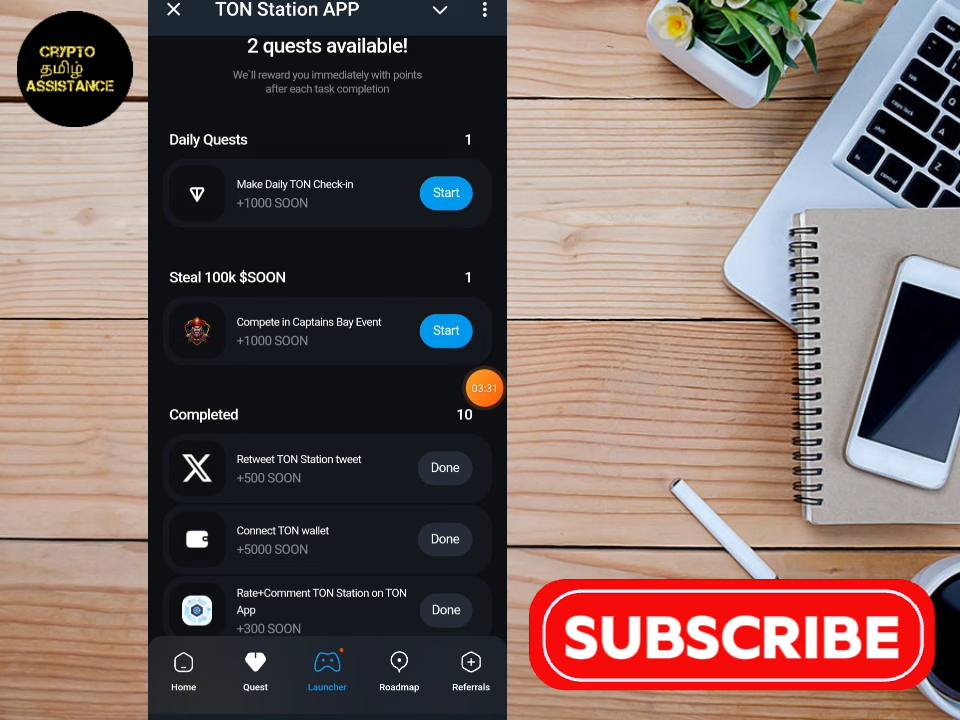 CRYPTO
தமிழ்
ASSISTANCE
TON Station APP
2 quests available!
We`ll reward you immediately with points
after each task completion
Daily Quests 1
Make Daily TON Check-in
+1000 SOON
Start
Steal 100k $SOON 1
Compete in Captains Bay Event
+1000 SOON
Start
03:31
Completed 10
Retweet TON Station tweet
+500 SOON
Done
Connect TON wallet
+5000 SOON
Done
Rate+Comment TON Station on TON
App
+300 SOON
Done
Home Quest Launcher Roadmap Referrals
SUBSCRIBE
shift